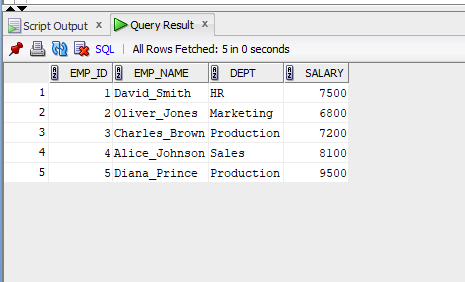 Script Output x Query Result x
SQL | All Rows Fetched: 5 in 0 seconds
EMP_ID EMP_NAME DEPT SALARY
1 1 David_Smith HR 7500
2 2 Oliver_Jones Marketing 6800
3 3 Charles_Brown Production 7200
4 4 Alice_Johnson Sales 8100
5 5 Diana_Prince Production 9500